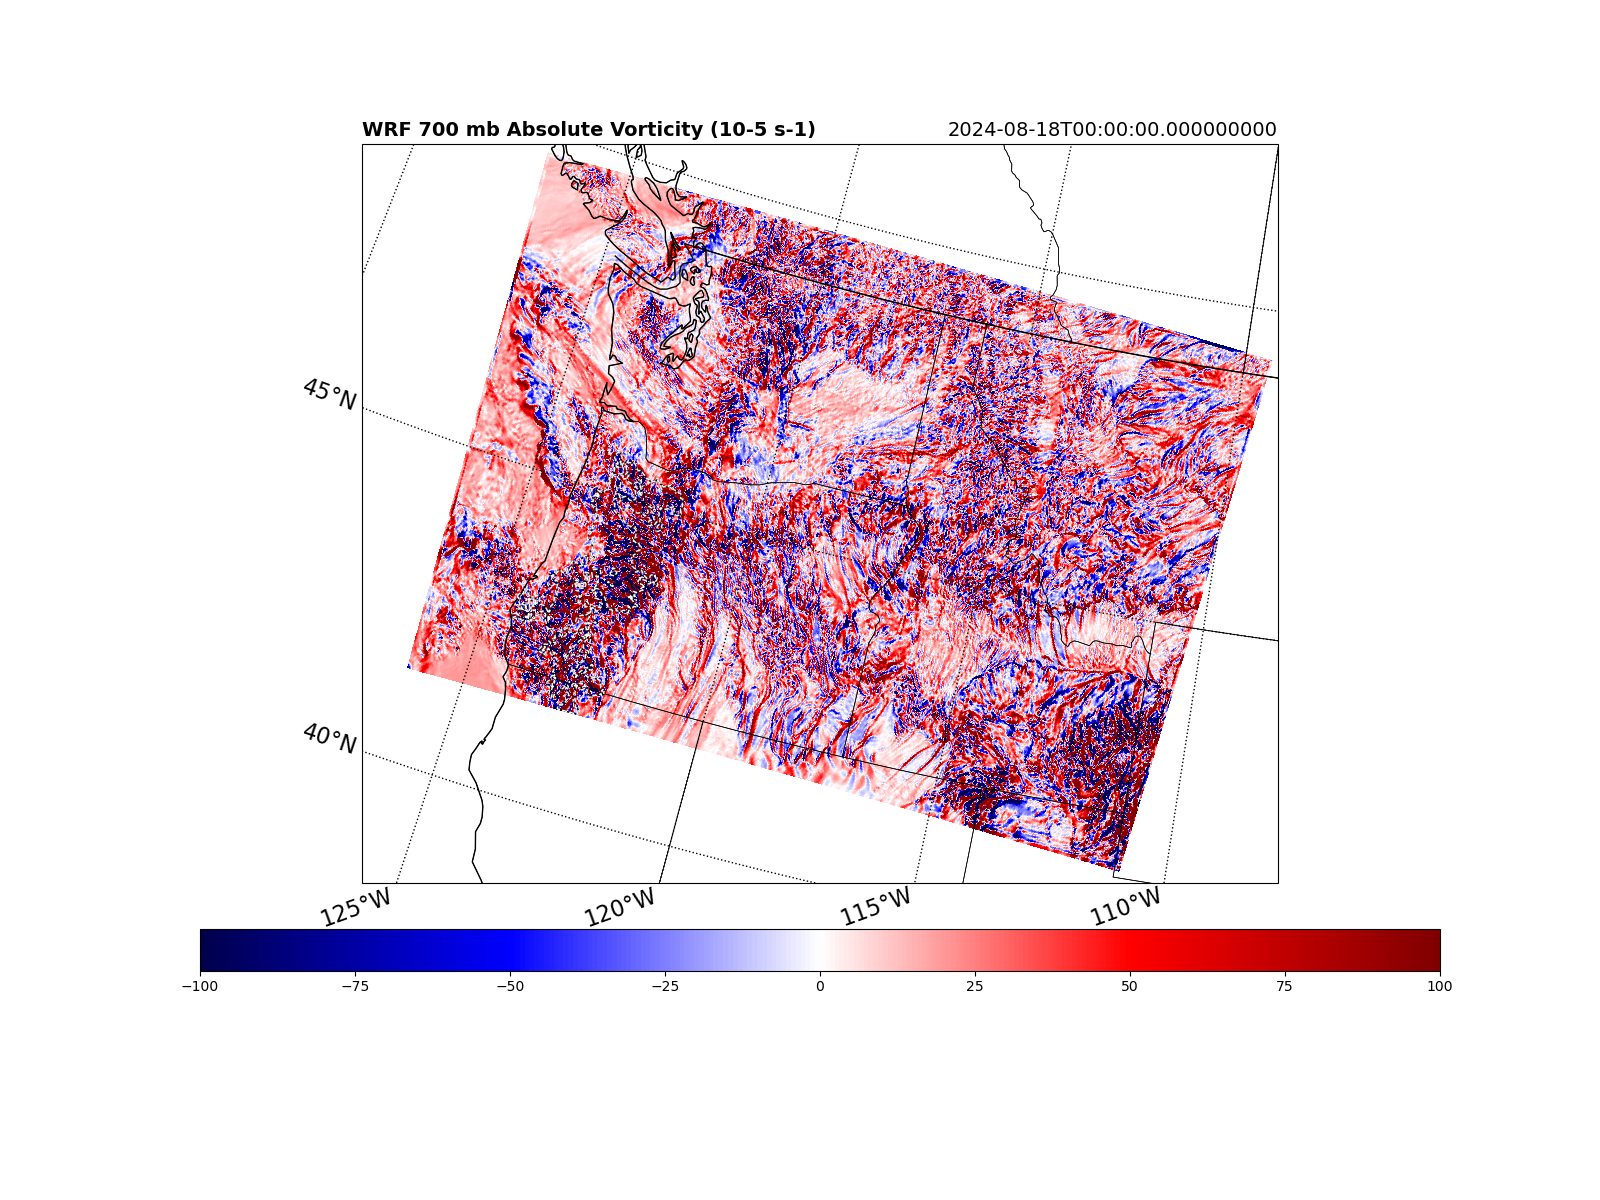 WRF 700 mb Absolute Vorticity (10-5 s-1) 2024-08-18T00:00:00.000000000
45°N
40°N
125°W 120°W 115°W 110°W
−100 −75 −50 −25 0 25 50 75 100